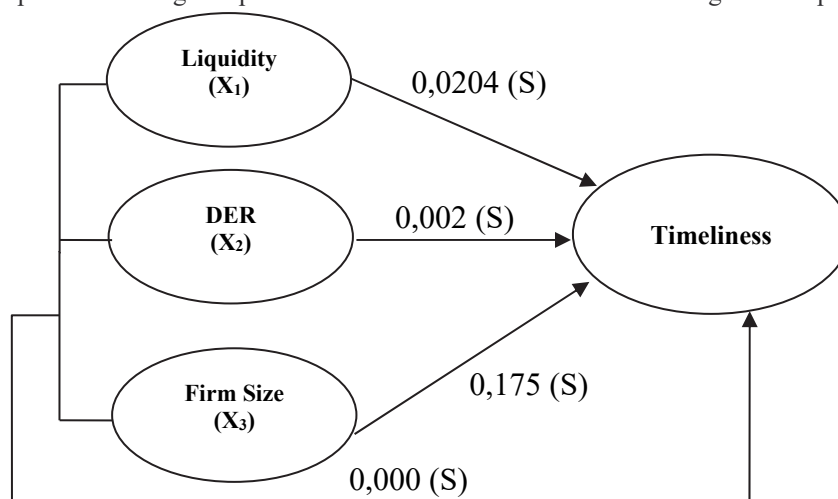 Liquidity
(X₁)
0,0204 (S)
DER
(X₂)
0,002 (S)
Timeliness
Firm Size
(X₃)
0,175 (S)
0,000 (S)